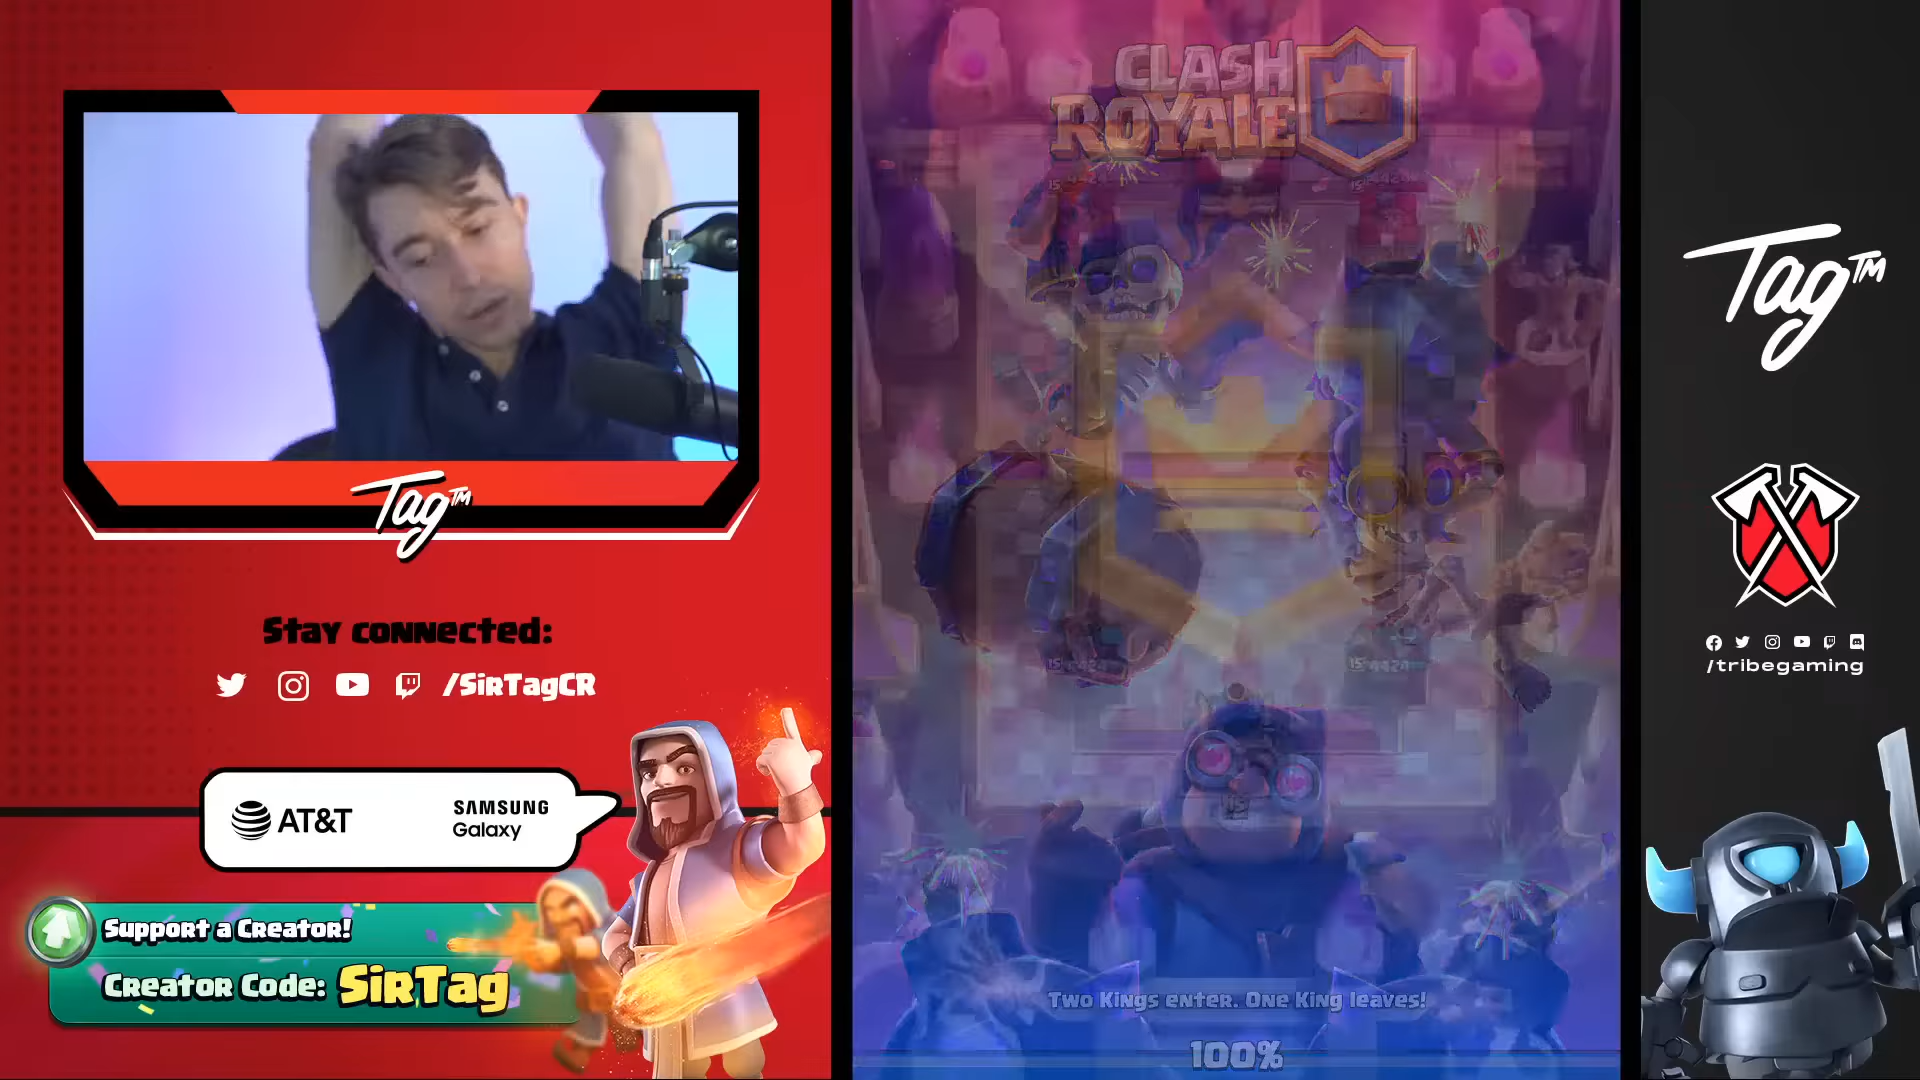 Tag™
Stay connected:
/SirTagCR
AT&T
SAMSUNG
Galaxy
Support a Creator!
Creator Code: SirTag
CLASH
ROYALE
Two Kings enter. One King leaves!
100%
Tag™
/tribegaming